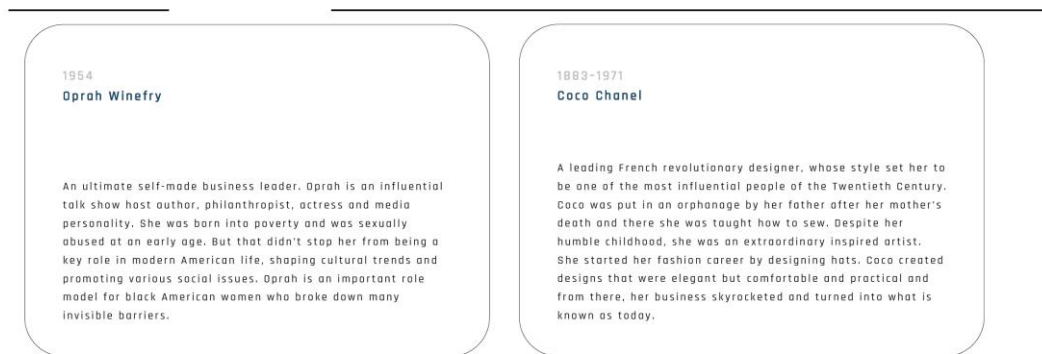 1954
Oprah Winefry
An ultimate self-made business leader. Oprah is an influential
talk show host author, philanthropist, actress and media
personality. She was born into poverty and was sexually
abused at an early age. But that didn't stop her from being a
key role in modern American life, shaping cultural trends and
promoting various social issues. Oprah is an important role
model for black American women who broke down many
invisible barriers.
1883-1971
Coco Chanel
A leading French revolutionary designer, whose style set her to
be one of the most influential people of the Twentieth Century.
Coco was put in an orphanage by her father after her mother's
death and there she was taught how to sew. Despite her
humble childhood, she was an extraordinary inspired artist.
She started her fashion career by designing hats. Coco created
designs that were elegant but comfortable and practical and
from there, her business skyrocketed and turned into what is
known as today.